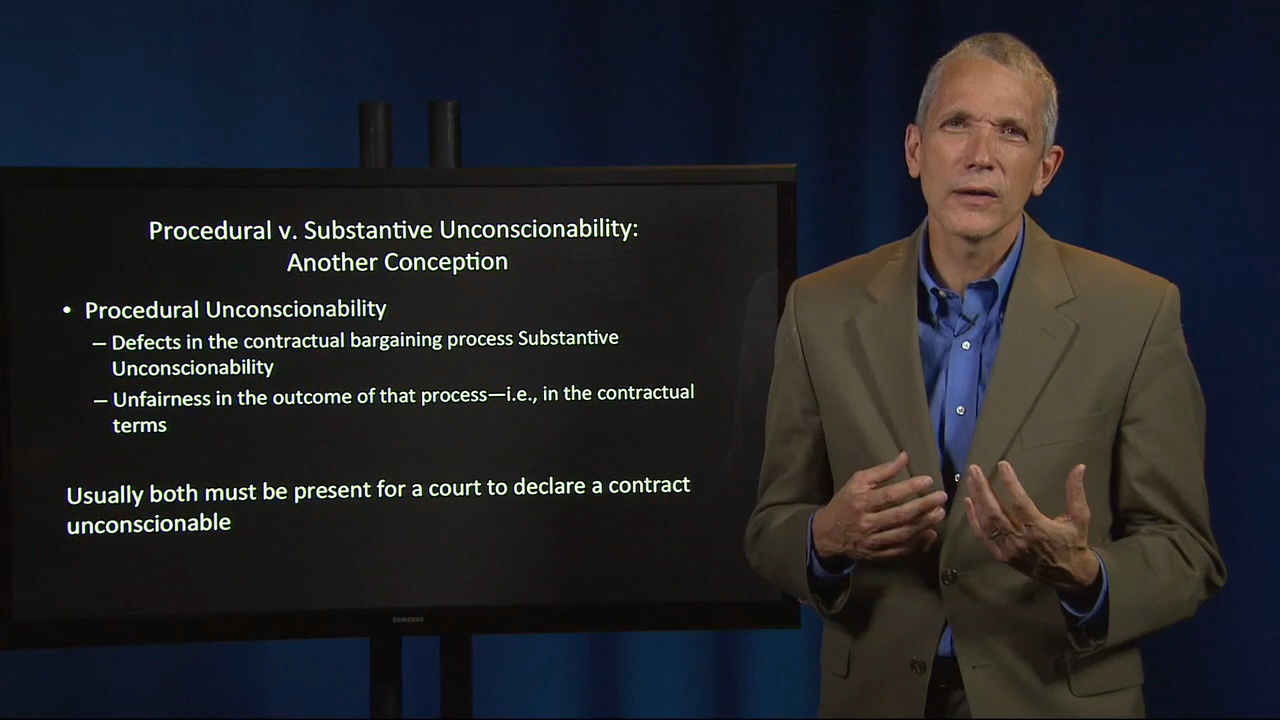 Procedural v. Substantive Unconscionability:
Another Conception
• Procedural Unconscionability
– Defects in the contractual bargaining process Substantive
Unconscionability
– Unfairness in the outcome of that process—i.e., in the contractual
terms
Usually both must be present for a court to declare a contract
unconscionable
SAMSUNG